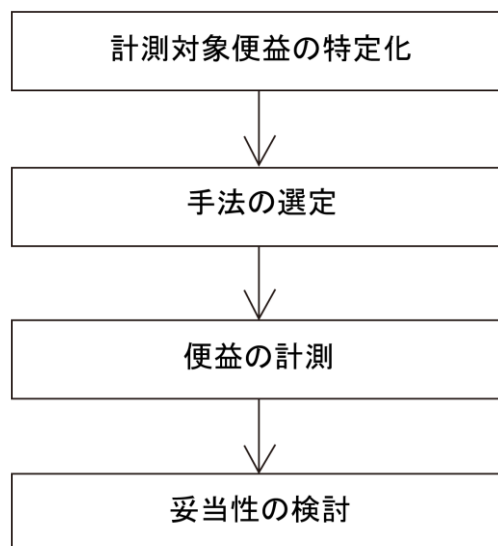 計測対象便益の特定化
手法の選定
便益の計測
妥当性の検討